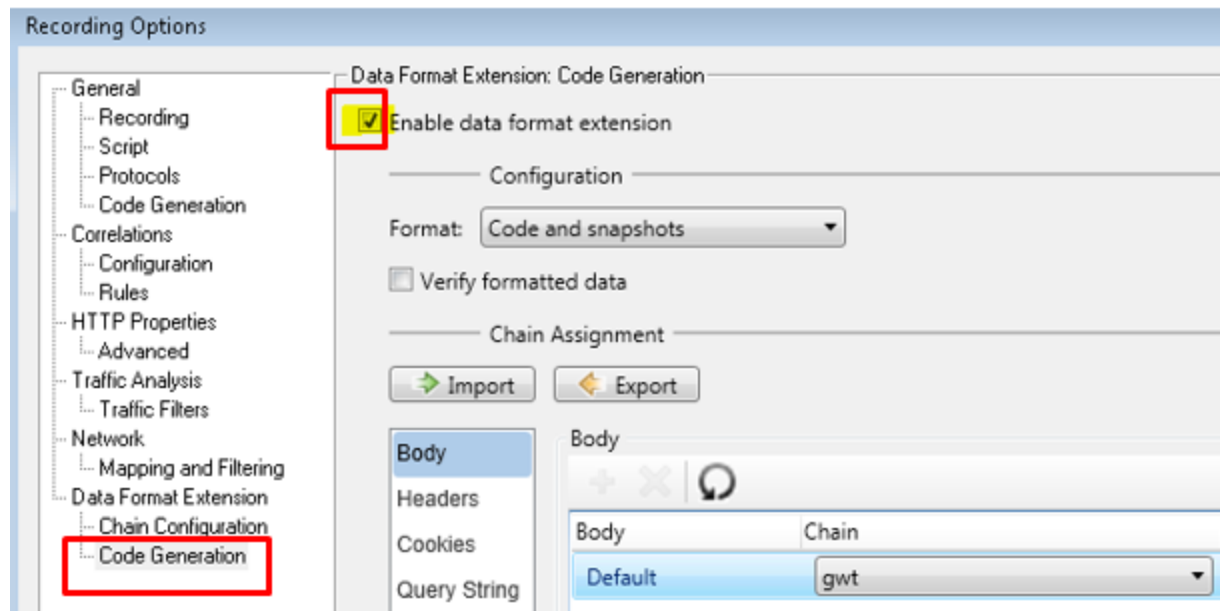 Recording Options
General
Recording
Script
Protocols
Code Generation
Correlations
Configuration
Rules
HTTP Properties
Advanced
Traffic Analysis
Traffic Filters
Network
Mapping and Filtering
Data Format Extension
Chain Configuration
Code Generation
Data Format Extension: Code Generation
Enable data format extension
Configuration
Format: Code and snapshots
Verify formatted data
Chain Assignment
Import Export
Body
Headers
Cookies
Query String
Body
Body Chain
Default gwt